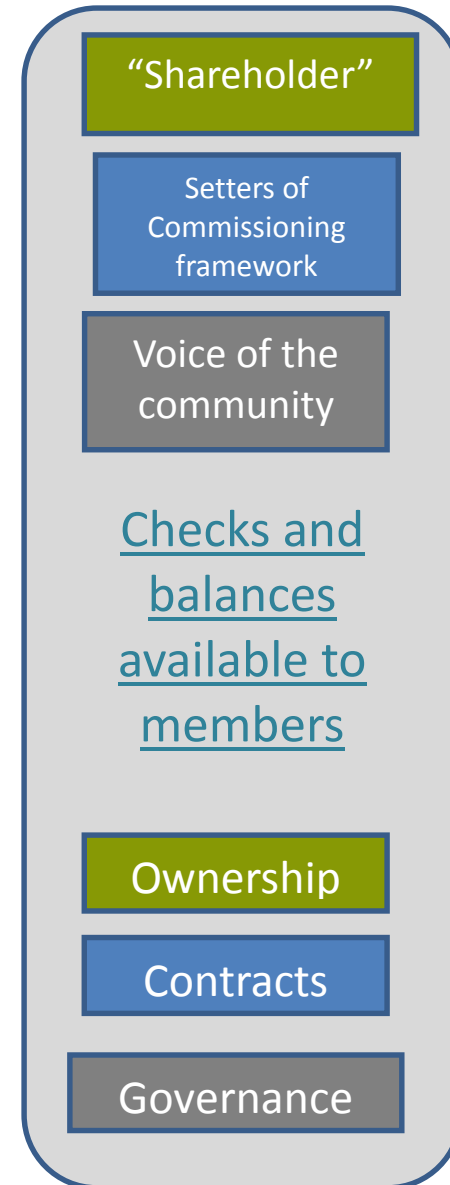 “Shareholder”
Setters of
Commissioning
framework
Voice of the
community
Checks and
balances
available to
members
Ownership
Contracts
Governance